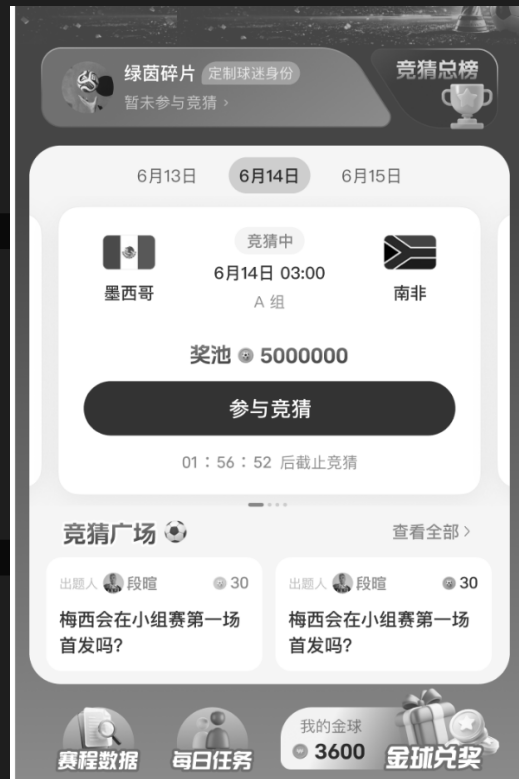 绿茵碎片 定制球迷身份
暂未参与竞猜 >
竞猜总榜
6月13日 6月14日 6月15日
竞猜中
6月14日 03:00
A 组
墨西哥
南非
奖池 5000000
参与竞猜
01 : 56 : 52 后截止竞猜
竞猜广场
查看全部 >
出题人 段暄 30
梅西会在小组赛第一场
首发吗?
出题人 段暄 30
梅西会在小组赛第一场
首发吗?
赛程数据
每日任务
我的金球
3600
金球兑奖